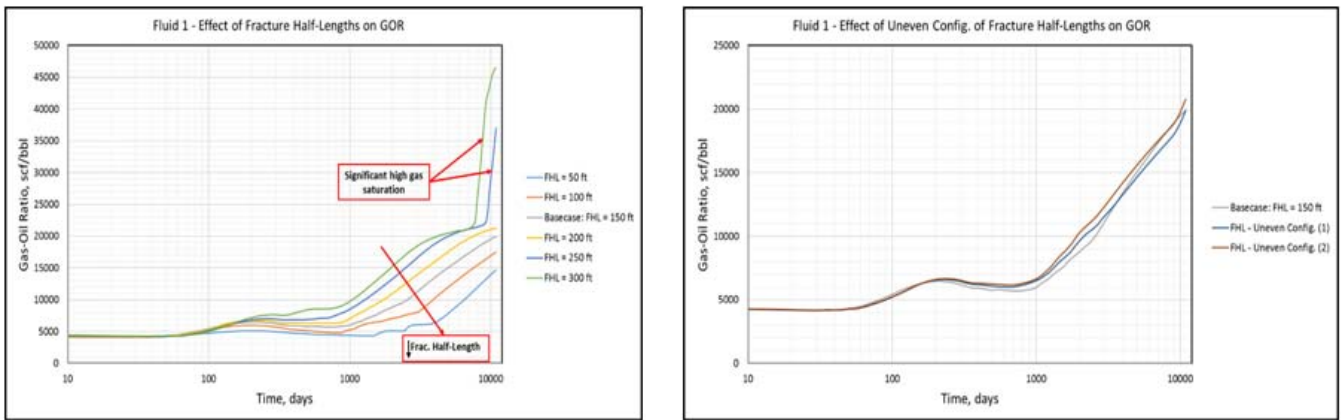 Fluid 1 - Effect of Fracture Half-Lengths on GOR
50000
45000
40000
35000
30000
25000
20000
15000
10000
5000
0
Gas-Oil Ratio, scf/bbl
Significant high gas
saturation
↓Frac. Half-Length
FHL = 50 ft
FHL = 100 ft
Basecase: FHL = 150 ft
FHL = 200 ft
FHL = 250 ft
FHL = 300 ft
10 100 1000 10000
Time, days
Fluid 1 - Effect of Uneven Config. of Fracture Half-Lengths on GOR
25000
20000
15000
10000
5000
0
Gas-Oil Ratio, scf/bbl
Basecase: FHL = 150 ft
FHL - Uneven Config. (1)
FHL - Uneven Config. (2)
10 100 1000 10000
Time, days